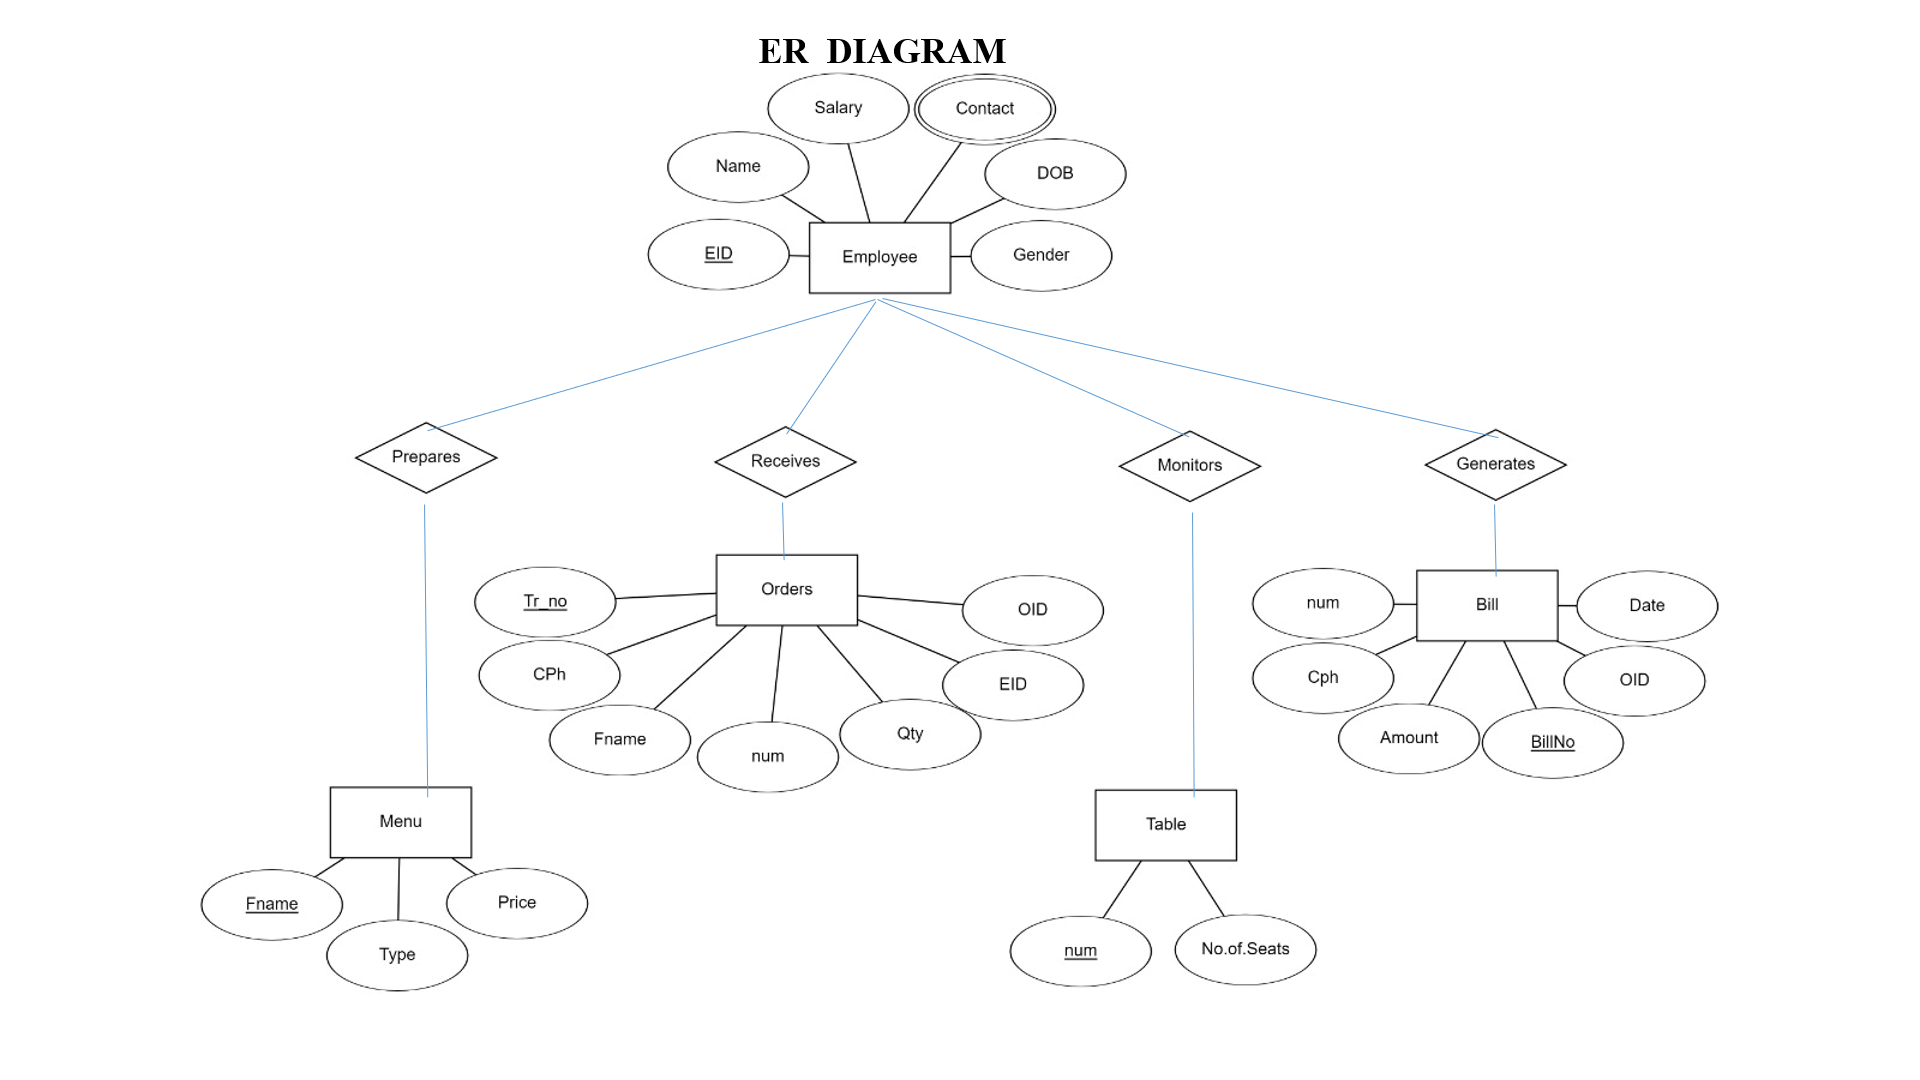 ER DIAGRAM
Salary
Contact
Name
DOB
EID
Employee
Gender
Prepares
Receives
Monitors
Generates
Tr_no
Orders
OID
CPh
EID
Fname
num
Qty
num
Bill
Date
Cph
OID
Amount
BillNo
Menu
Fname
Type
Price
Table
num
No.of.Seats